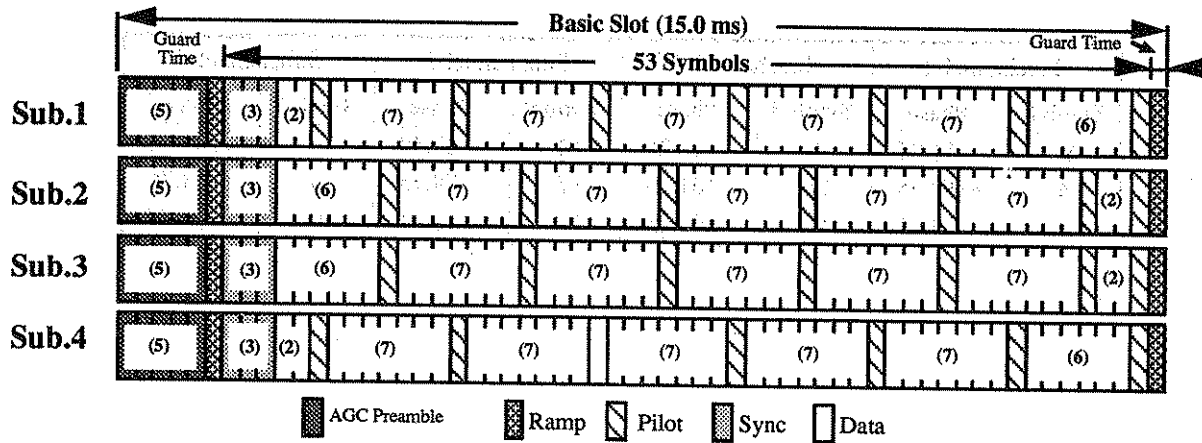 Basic Slot (15.0 ms)
Guard Time
Guard Time
53 Symbols
Sub.1 (5) (3) (2) (7) (7) (7) (7) (7) (7) (6)
Sub.2 (5) (3) (6) (7) (7) (7) (7) (7) (2)
Sub.3 (5) (3) (6) (7) (7) (7) (7) (7) (2)
Sub.4 (5) (3) (2) (7) (7) (7) (7) (7) (6)
AGC Preamble Ramp Pilot Sync Data